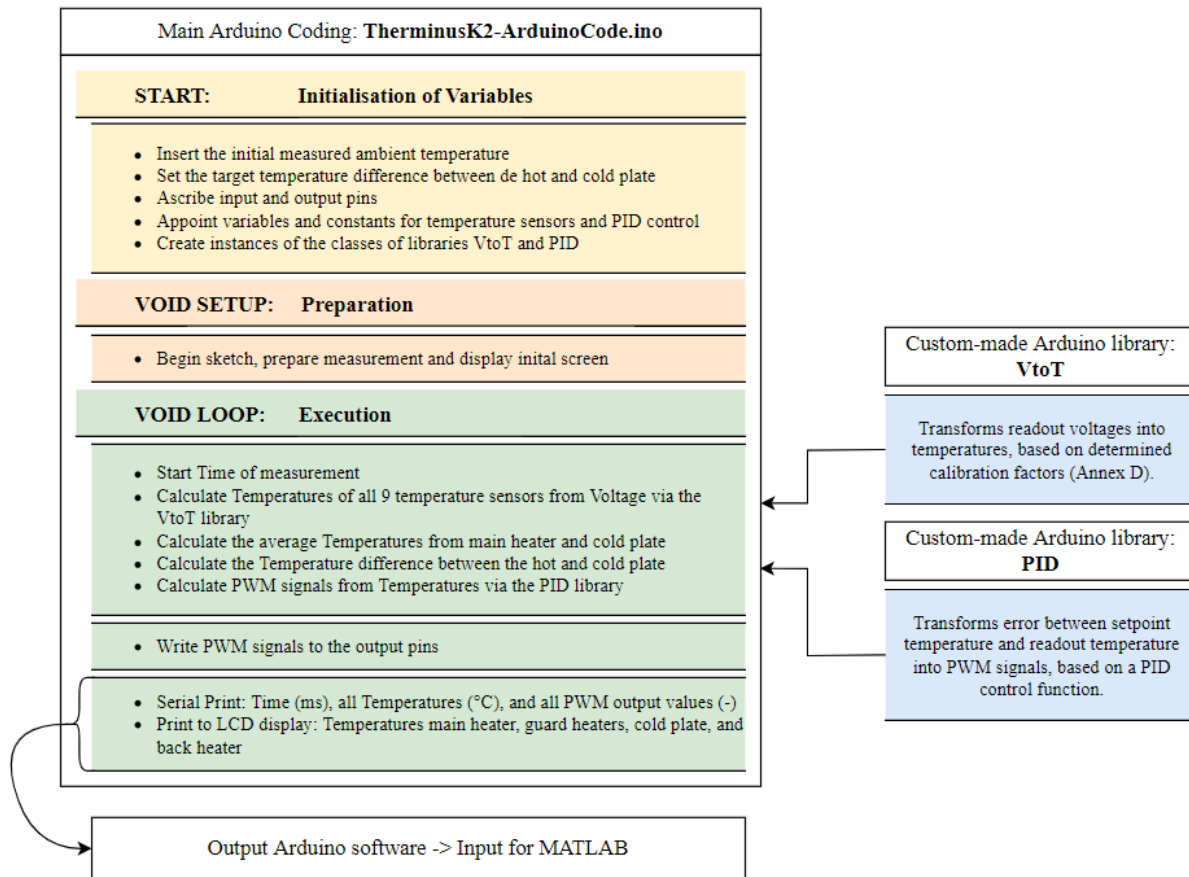 Main Arduino Coding: TherminusK2-ArduinoCode.ino
START: Initialisation of Variables
• Insert the initial measured ambient temperature
• Set the target temperature difference between de hot and cold plate
• Ascribe input and output pins
• Appoint variables and constants for temperature sensors and PID control
• Create instances of the classes of libraries VtoT and PID
VOID SETUP: Preparation
• Begin sketch, prepare measurement and display inital screen
VOID LOOP: Execution
• Start Time of measurement
• Calculate Temperatures of all 9 temperature sensors from Voltage via the
VtoT library
• Calculate the average Temperatures from main heater and cold plate
• Calculate the Temperature difference between the hot and cold plate
• Calculate PWM signals from Temperatures via the PID library
• Write PWM signals to the output pins
• Serial Print: Time (ms), all Temperatures (°C), and all PWM output values (-)
• Print to LCD display: Temperatures main heater, guard heaters, cold plate, and
back heater
Output Arduino software -> Input for MATLAB
Custom-made Arduino library:
VtoT
Transforms readout voltages into
temperatures, based on determined
calibration factors (Annex D).
Custom-made Arduino library:
PID
Transforms error between setpoint
temperature and readout temperature
into PWM signals, based on a PID
control function.